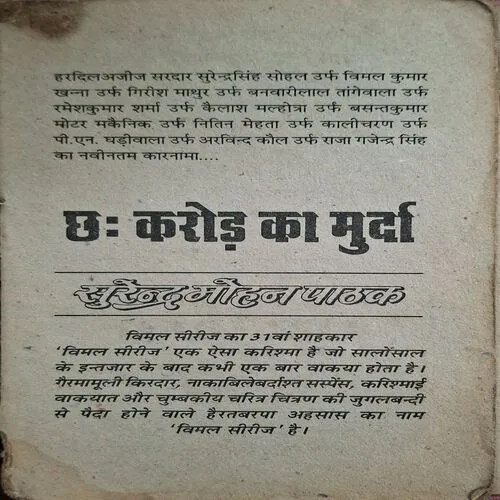 हरदिलअजीज सरदार सुरेन्द्रसिंह सोहल उर्फ विमल कुमार
खन्ना उर्फ गिरीश माथुर उर्फ बनवारीलाल तांगेवाला उर्फ
रमेशकुमार शर्मा उर्फ कैलाश मल्होत्रा उर्फ बसन्तकुमार
मोटर मकैनिक उर्फ नितिन मेहता उर्फ कालीचरण उर्फ
पी.एन. घड़ीवाला उर्फ अरविन्द कौल उर्फ राजा गजेन्द्र सिंह
का नवीनतम कारनामा....
छः करोड़ का मुर्दा
सुरेन्द्र मोहन पाठक
विमल सीरीज का 31वां शाहकार
‘विमल सीरीज’ एक ऐसा करिश्मा है जो सालोंसाल
के इन्तजार के बाद कभी एक बार वाकया होता है।
गैरमामूली किरदार, नाकाबिलेबर्दाश्त सस्पेंस, करिश्माई
वाकयात और चुम्बकीय चरित्र चित्रण की जुगलबन्दी
से पैदा होने वाले हैरतबरपा अहसास का नाम
‘विमल सीरीज’ है।